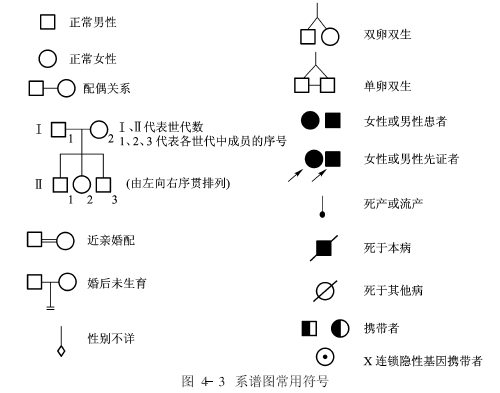 正常男性
正常女性
配偶关系
Ⅰ 1 2 Ⅰ、Ⅱ代表世代数
1、2、3 代表各世代中成员的序号
Ⅱ 1 2 3 (由左向右序贯排列)
近亲婚配
婚后未生育
性别不详
双卵双生
单卵双生
女性或男性患者
女性或男性先证者
死产或流产
死于本病
死于其他病
携带者
X连锁隐性基因携带者
图 4-3 系谱图常用符号